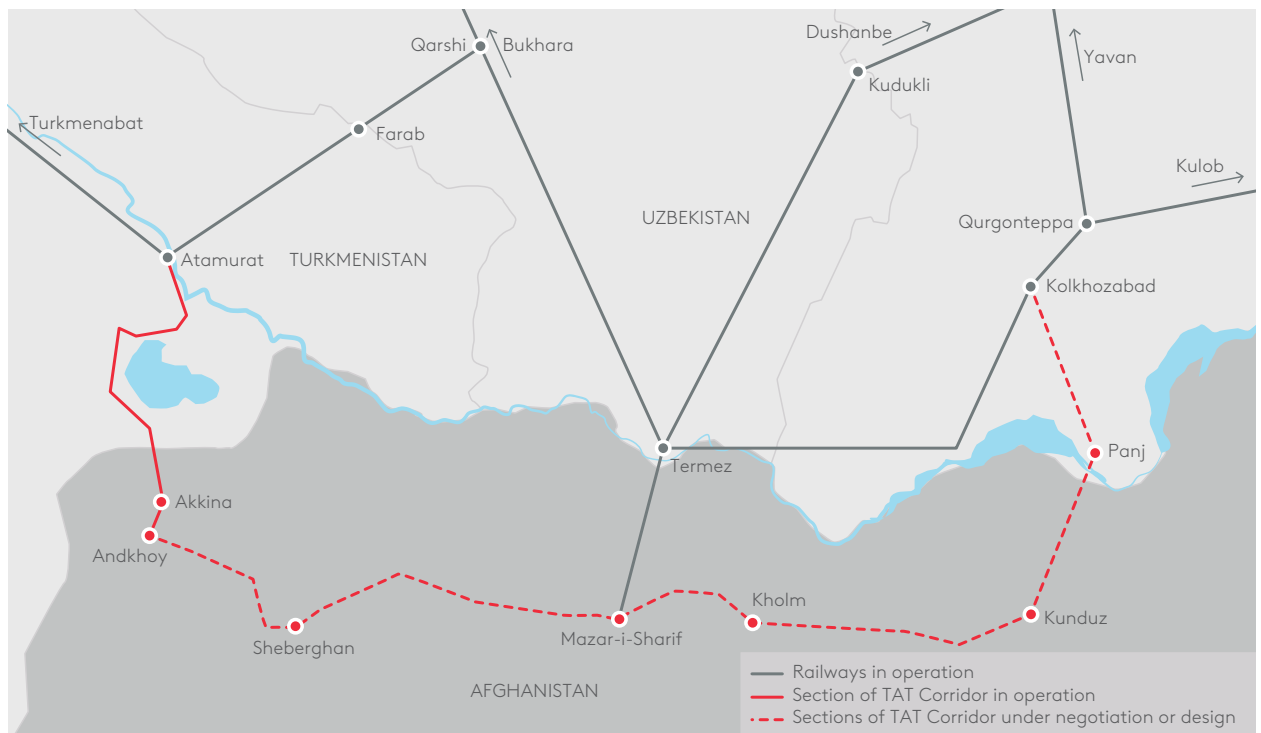 Dushanbe
Qarshi
Bukhara
Yavan
Kudukli
Turkmenabat
Farab
Kulob
UZBEKISTAN
Qurgonteppa
Atamurat
TURKMENISTAN
Kolkhozabad
Panj
Termez
Akkina
Andkhoy
Kholm
Kunduz
Mazar-i-Sharif
Sheberghan
AFGHANISTAN
Railways in operation
Section of TAT Corridor in operation
Sections of TAT Corridor under negotiation or design